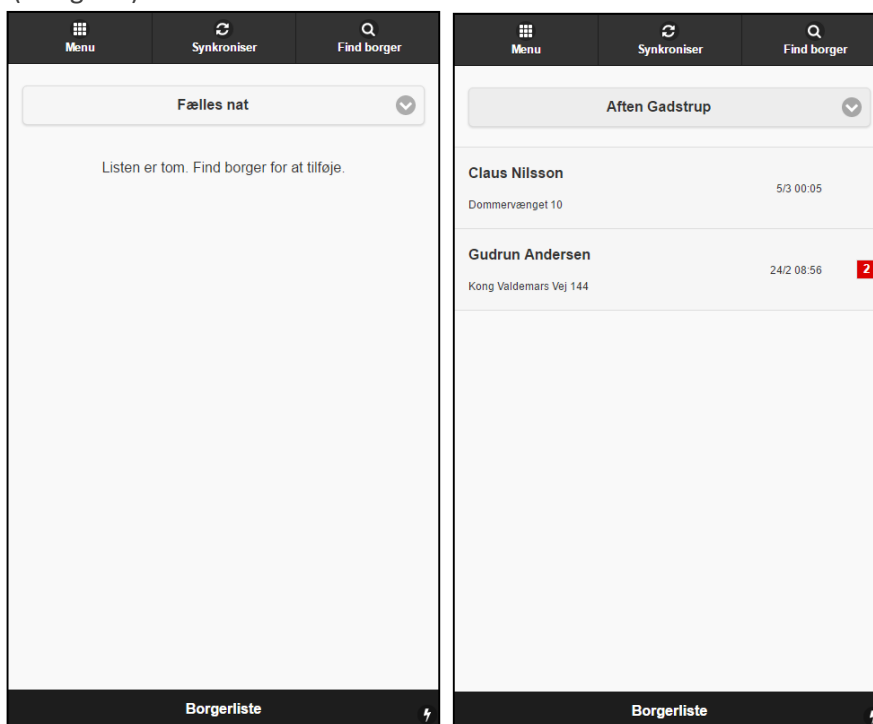 Menu
Synkroniser
Find borger
Fælles nat
Listen er tom. Find borger for at tilføje.
Borgerliste
Menu
Synkroniser
Find borger
Aften Gadstrup
Claus Nilsson
5/3 00:05
Dommervænget 10
Gudrun Andersen
24/2 08:56
2
Kong Valdemars Vej 144
Borgerliste